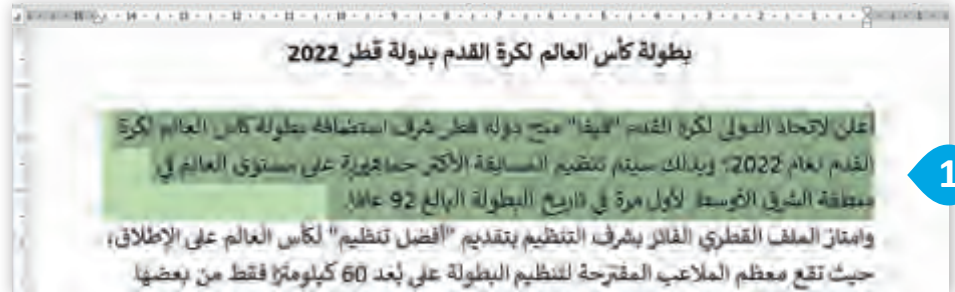 بطولة كأس العالم لكرة القدم بدولة قطر 2022
أعلن لاتحاد الدولي لكرة القدم "فيفا" منح دولة قطر شرف استضافة بطولة كأس العالم لكرة
القدم لعام 2022؛ وبذلك سيتم تنظيم المسابقة الأكثر جماهيرية على مستوى العالم في
منطقة الشرق الأوسط لأول مرة في تاريخ البطولة البالغ 92 عامًا.
وامتاز الملف القطري الفائز بشرف التنظيم بتقديم "أفضل تنظيم" لكأس العالم على الإطلاق،
حيث تقع معظم الملاعب المقترحة لتنظيم البطولة على بُعد 60 كيلومترًا فقط من بعضها
1